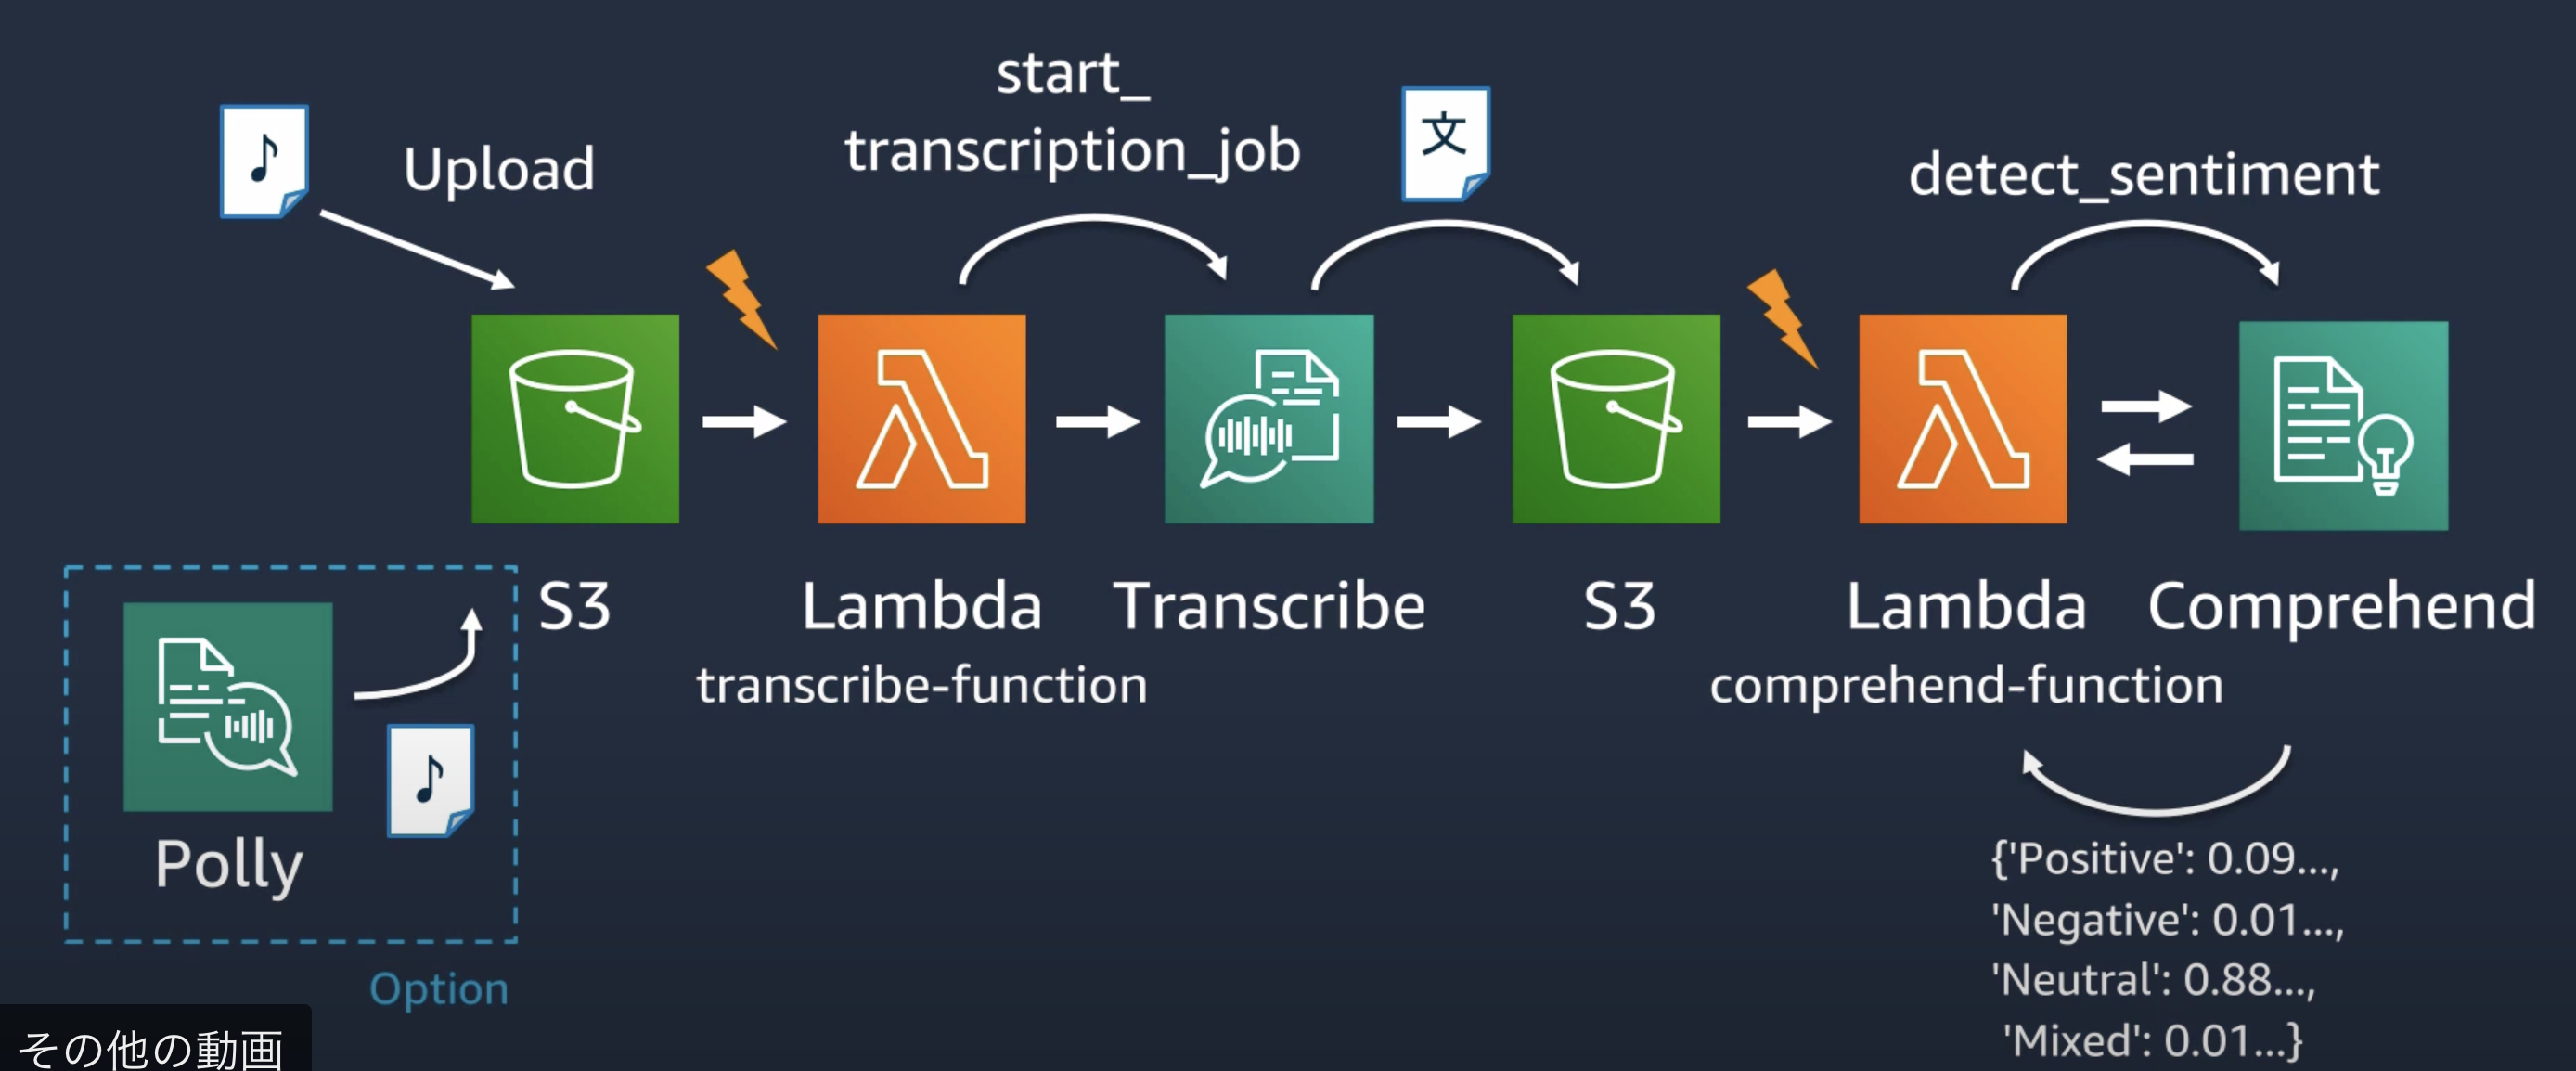 Upload
start_
transcription_job
文
detect_sentiment
S3
Lambda
transcribe-function
Transcribe
S3
Lambda
comprehend-function
Comprehend
Polly
Option
{'Positive': 0.09...,
'Negative': 0.01...,
'Neutral': 0.88...,
'Mixed': 0.01...}
その他の動画